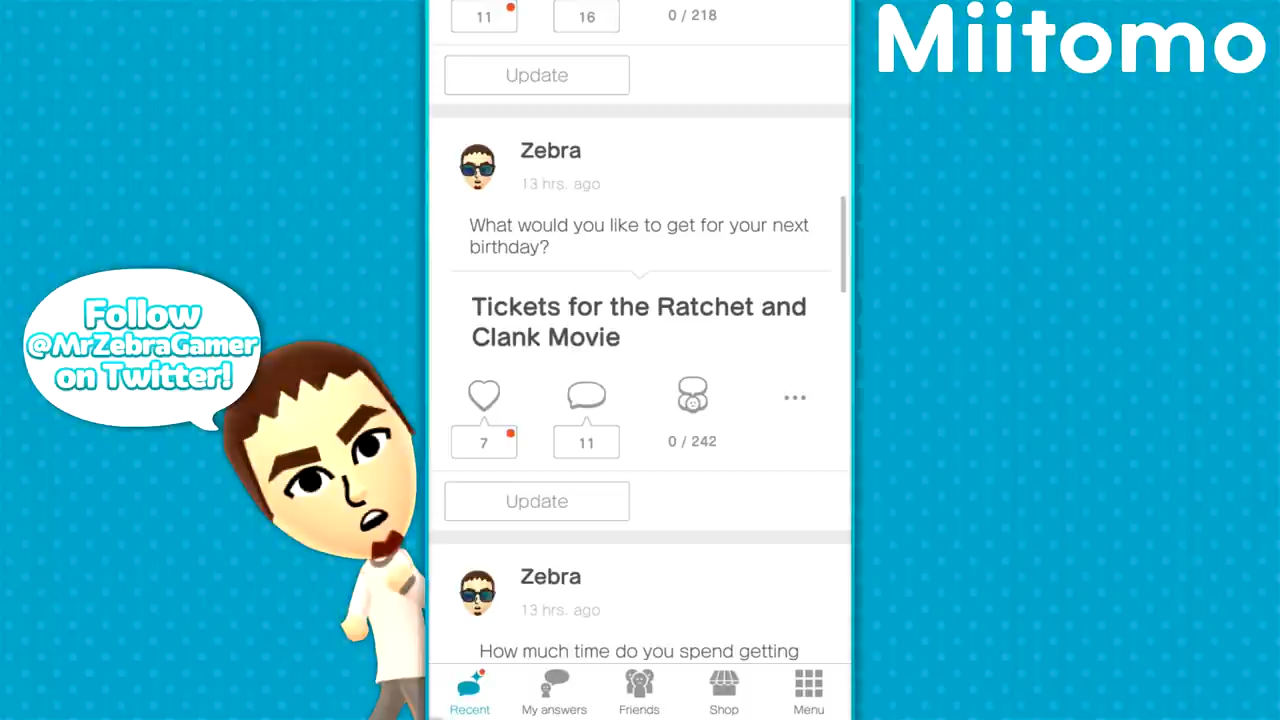 Miitomo
11
16
0 / 218
Update
Zebra
13 hrs. ago
What would you like to get for your next
birthday?
Tickets for the Ratchet and
Clank Movie
7
11
0 / 242
Update
Zebra
13 hrs. ago
How much time do you spend getting
Recent
My answers
Friends
Shop
Menu
Follow
@MrZebraGamer
on Twitter!